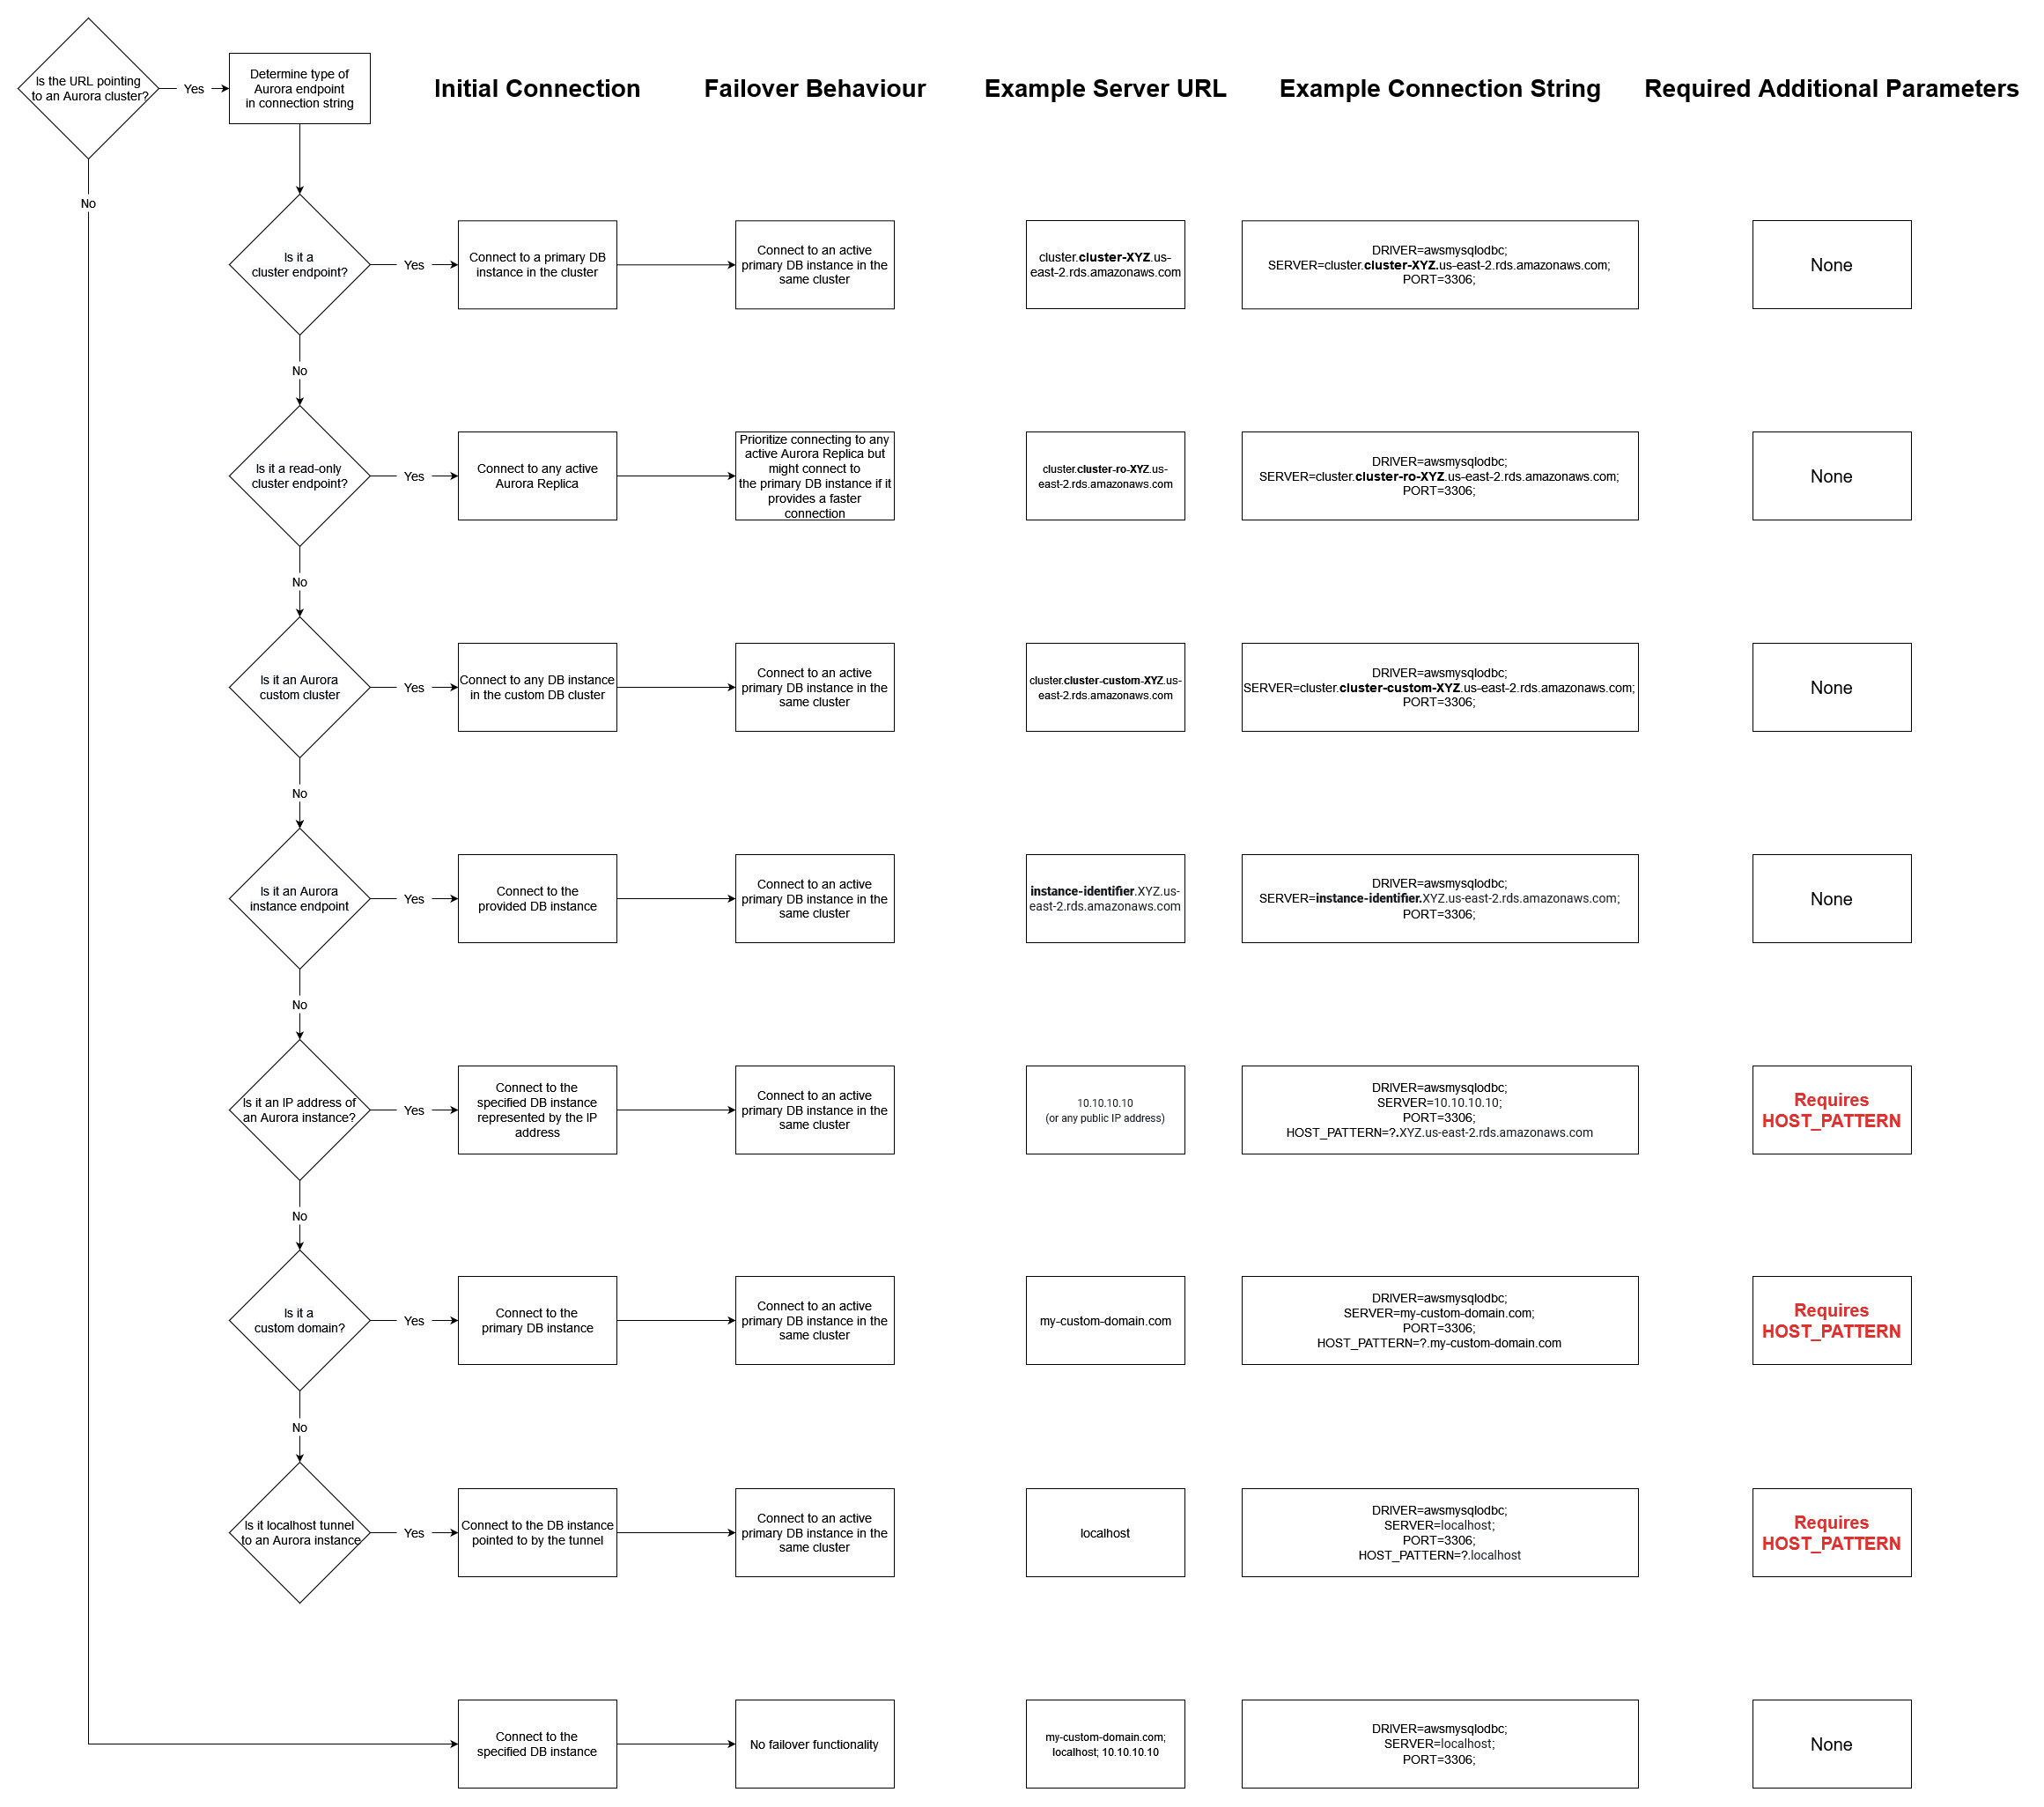 Is the URL pointing
to an Aurora cluster?
Yes
Determine type of
Aurora endpoint
in connection string
Initial Connection
Failover Behaviour
Example Server URL
Example Connection String
Required Additional Parameters
No
Is it a
cluster endpoint?
Yes
Connect to a primary DB
instance in the cluster
Connect to an active
primary DB instance in the
same cluster
cluster.cluster-XYZ.us-
east-2.rds.amazonaws.com
DRIVER=awsmysqlodbc;
SERVER=cluster.cluster-XYZ.us-east-2.rds.amazonaws.com;
PORT=3306;
None
No
Is it a read-only
cluster endpoint?
Yes
Connect to any active
Aurora Replica
Prioritize connecting to any
active Aurora Replica but
might connect to
the primary DB instance if it
provides a faster
connection
cluster.cluster-ro-XYZ.us-
east-2.rds.amazonaws.com
DRIVER=awsmysqlodbc;
SERVER=cluster.cluster-ro-XYZ.us-east-2.rds.amazonaws.com;
PORT=3306;
None
No
Is it an Aurora
custom cluster
Yes
Connect to any DB instance
in the custom DB cluster
Connect to an active
primary DB instance in the
same cluster
cluster.cluster-custom-XYZ.us-
east-2.rds.amazonaws.com
DRIVER=awsmysqlodbc;
SERVER=cluster.cluster-custom-XYZ.us-east-2.rds.amazonaws.com;
PORT=3306;
None
No
Is it an Aurora
instance endpoint
Yes
Connect to the
provided DB instance
Connect to an active
primary DB instance in the
same cluster
instance-identifier.XYZ.us-
east-2.rds.amazonaws.com
DRIVER=awsmysqlodbc;
SERVER=instance-identifier.XYZ.us-east-2.rds.amazonaws.com;
PORT=3306;
None
No
Is it an IP address of
an Aurora instance?
Yes
Connect to the
specified DB instance
represented by the IP
address
Connect to an active
primary DB instance in the
same cluster
10.10.10.10
(or any public IP address)
DRIVER=awsmysqlodbc;
SERVER=10.10.10.10;
PORT=3306;
HOST_PATTERN=?.XYZ.us-east-2.rds.amazonaws.com
Requires
HOST_PATTERN
No
Is it a
custom domain?
Yes
Connect to the
primary DB instance
Connect to an active
primary DB instance in the
same cluster
my-custom-domain.com
DRIVER=awsmysqlodbc;
SERVER=my-custom-domain.com;
PORT=3306;
HOST_PATTERN=?.my-custom-domain.com
Requires
HOST_PATTERN
No
Is it localhost tunnel
to an Aurora instance
Yes
Connect to the DB instance
pointed to by the tunnel
Connect to an active
primary DB instance in the
same cluster
localhost
DRIVER=awsmysqlodbc;
SERVER=localhost;
PORT=3306;
HOST_PATTERN=?.localhost
Requires
HOST_PATTERN
Connect to the
specified DB instance
No failover functionality
my-custom-domain.com;
localhost; 10.10.10.10
DRIVER=awsmysqlodbc;
SERVER=localhost;
PORT=3306;
None